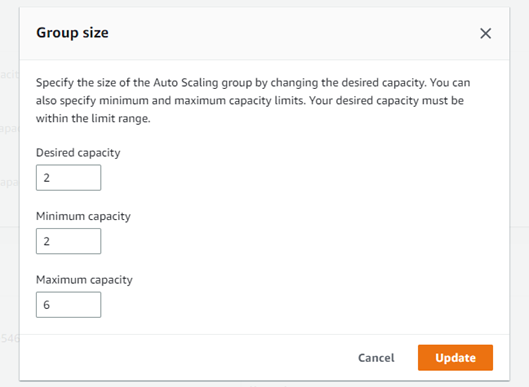 Group size
Specify the size of the Auto Scaling group by changing the desired capacity. You can
also specify minimum and maximum capacity limits. Your desired capacity must be
within the limit range.
Desired capacity
2
Minimum capacity
2
Maximum capacity
6
Cancel
Update